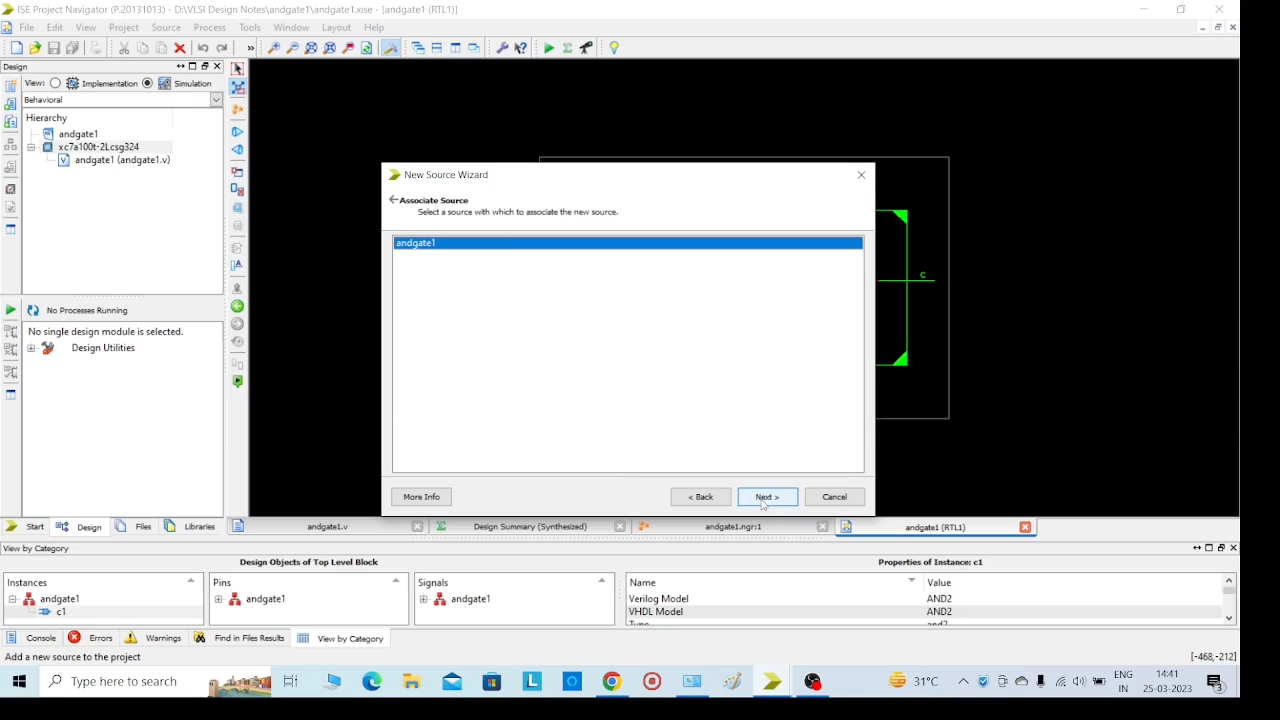 ISE Project Navigator (P.20131013) - D:\VLSI Design Notes\andgate1\andgate1.xise - [andgate1 (RTL1)]
File Edit View Project Source Process Tools Window Layout Help
Design
View: Implementation Simulation
Behavioral
Hierarchy
andgate1
xc7a100t-2Lcsg324
andgate1 (andgate1.v)
New Source Wizard
Associate Source
Select a source with which to associate the new source.
andgate1
c
No Processes Running
No single design module is selected.
Design Utilities
More Info < Back Next > Cancel
Start Design Files Libraries andgate1.v Design Summary (Synthesized) andgate1.ngr:1 andgate1 (RTL1)
View by Category
Design Objects of Top Level Block Properties of Instance: c1
Instances Pins Signals Name Value
andgate1 andgate1 andgate1 Verilog Model AND2
c1 VHDL Model AND2
Type and2
Console Errors Warnings Find in Files Results View by Category
Add a new source to the project [-468,-212]
Type here to search 31°C ENG 14:41
IN 25-03-2023 3